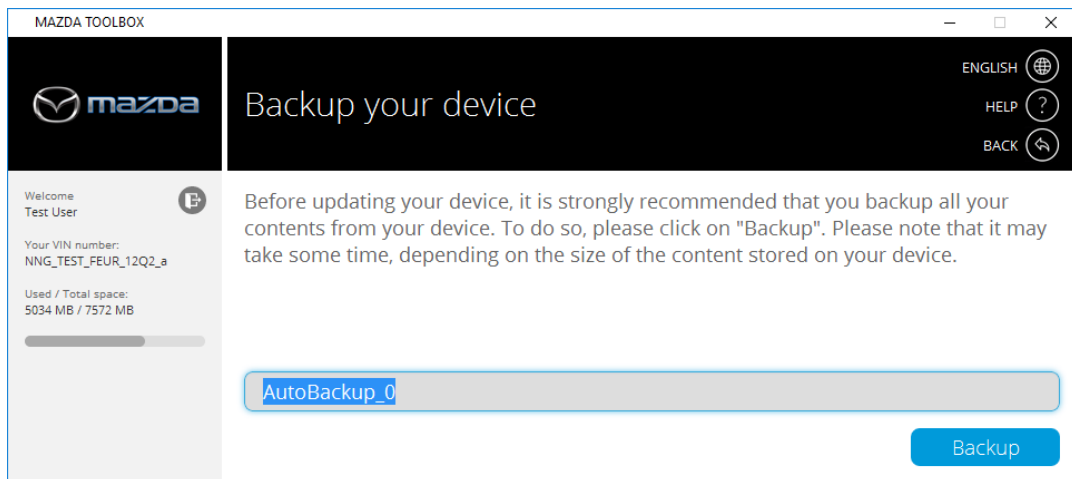 MAZDA TOOLBOX
mazda
Backup your device
ENGLISH
HELP ?
BACK
Welcome
Test User
Your VIN number:
NNG_TEST_FEUR_12Q2_a
Used / Total space:
5034 MB / 7572 MB
Before updating your device, it is strongly recommended that you backup all your
contents from your device. To do so, please click on "Backup". Please note that it may
take some time, depending on the size of the content stored on your device.
AutoBackup_0
Backup